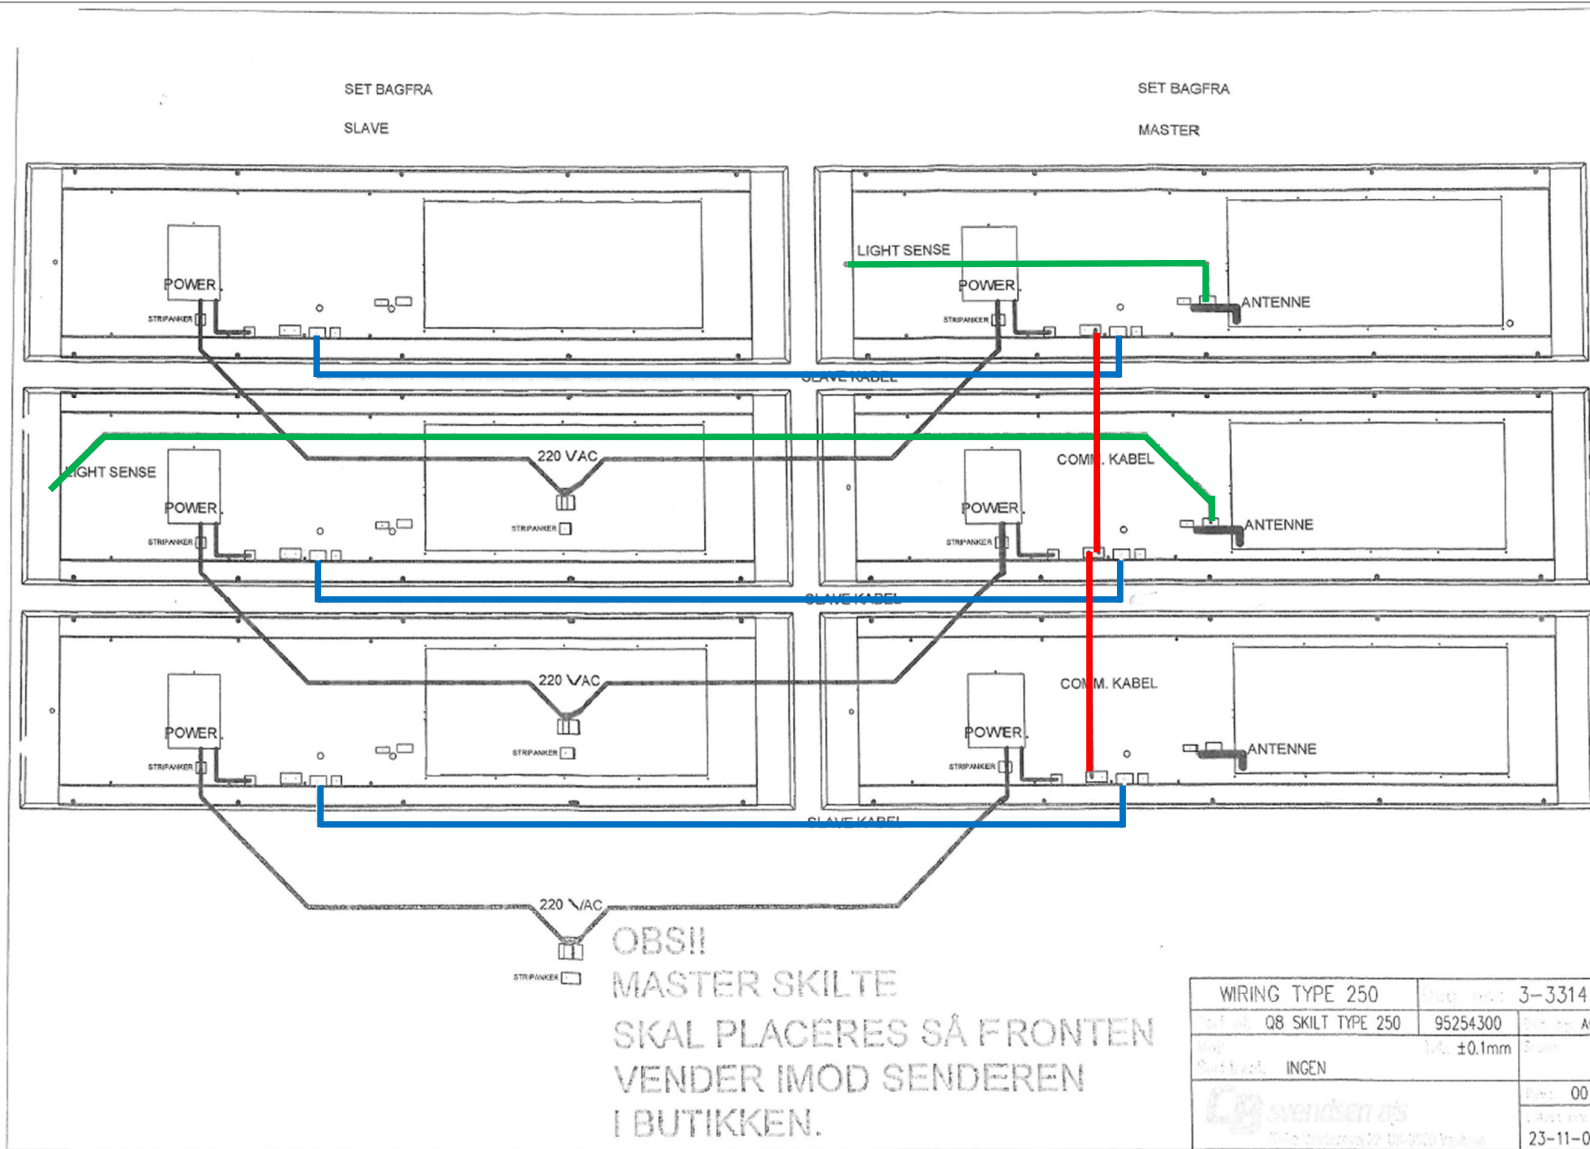 SET BAGFRA
SLAVE
SET BAGFRA
MASTER
POWER
STRIPANKER
LIGHT SENSE
POWER
STRIPANKER
ANTENNE
SLAVE KABEL
LIGHT SENSE
POWER
STRIPANKER
220 VAC
STRIPANKER
COMM. KABEL
POWER
STRIPANKER
ANTENNE
SLAVE KABEL
POWER
STRIPANKER
220 VAC
STRIPANKER
COMM. KABEL
POWER
STRIPANKER
ANTENNE
SLAVE KABEL
220 VAC
STRIPANKER
OBS!!
MASTER SKILTE
SKAL PLACERES SÅ FRONTEN
VENDER IMOD SENDEREN
I BUTIKKEN.
WIRING TYPE 250
3-3314
Q8 SKILT TYPE 250
95254300
A
±0.1mm
INGEN
00
svendsen a/s
23-11-0